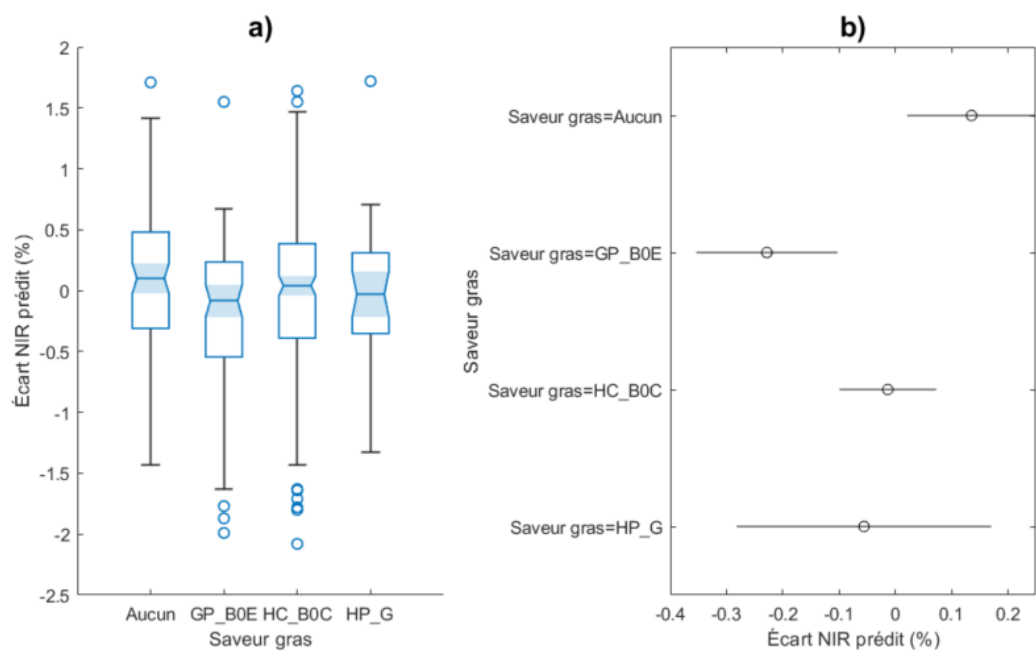 a)
Écart NIR prédit (%)
2
1.5
1
0.5
0
-0.5
-1
-1.5
-2
-2.5
Aucun GP_B0E HC_B0C HP_G
Saveur gras
b)
Saveur gras
Saveur gras=Aucun
Saveur gras=GP_B0E
Saveur gras=HC_B0C
Saveur gras=HP_G
-0.4 -0.3 -0.2 -0.1 0 0.1 0.2
Écart NIR prédit (%)